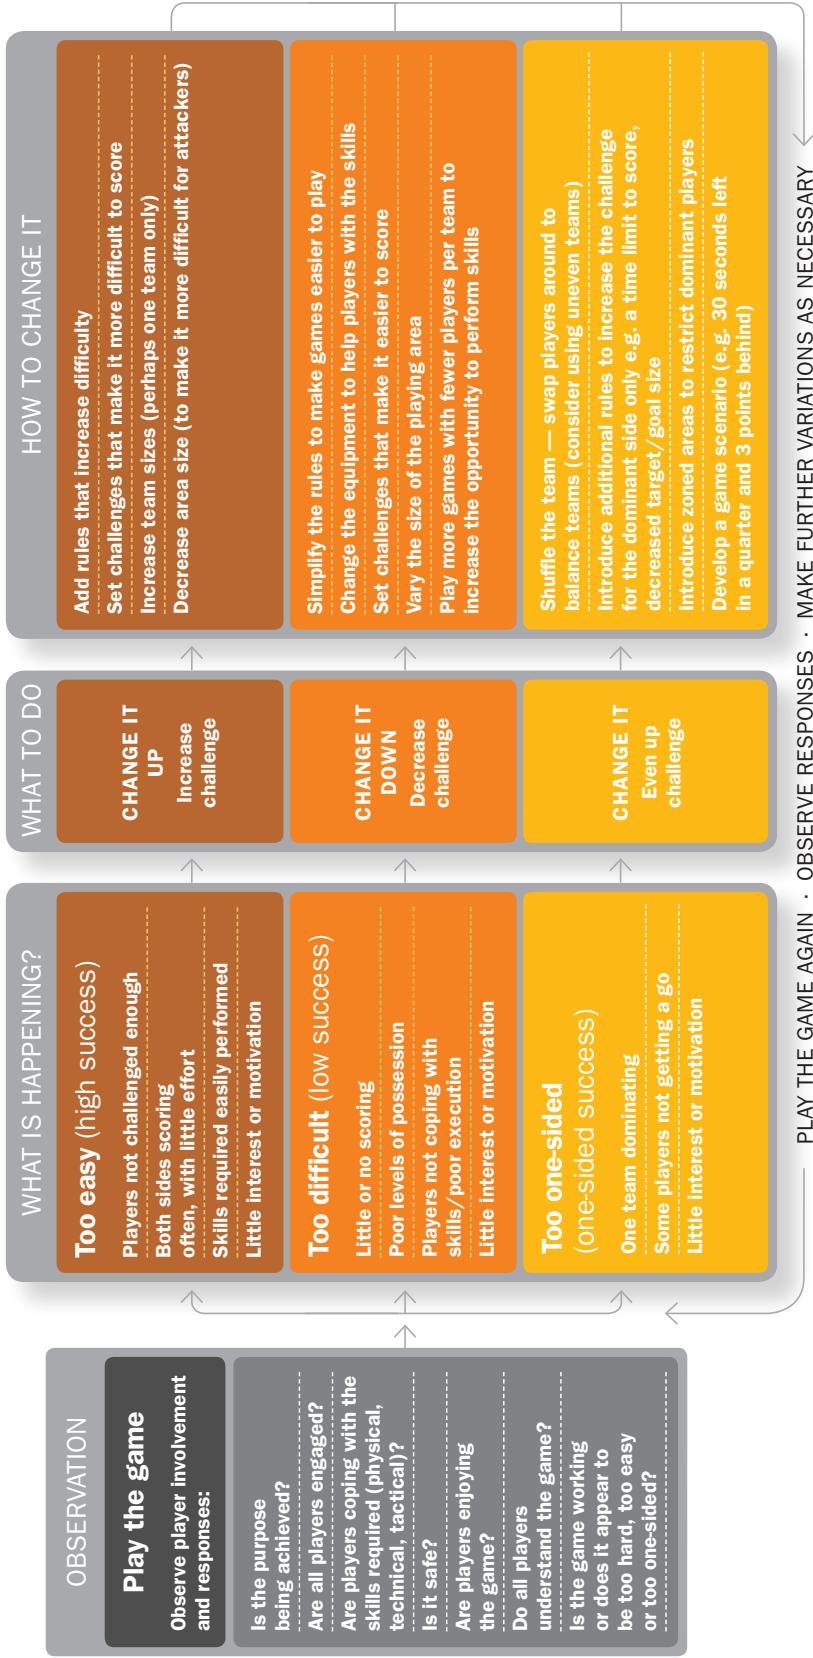 OBSERVATION
Play the game
Observe player involvement
and responses:
Is the purpose
being achieved?
Are all players engaged?
Are players coping with the
skills required (physical,
technical, tactical)?
Is it safe?
Are players enjoying
the game?
Do all players
understand the game?
Is the game working
or does it appear to
be too hard, too easy
or too one-sided?
WHAT IS HAPPENING?
Too easy (high success)
Players not challenged enough
Both sides scoring
often, with little effort
Skills required easily performed
Little interest or motivation
Too difficult (low success)
Little or no scoring
Poor levels of possession
Players not coping with
skills/poor execution
Little interest or motivation
Too one-sided
(one-sided success)
One team dominating
Some players not getting a go
Little interest or motivation
WHAT TO DO
CHANGE IT
UP
Increase
challenge
CHANGE IT
DOWN
Decrease
challenge
CHANGE IT
Even up
challenge
HOW TO CHANGE IT
Add rules that increase difficulty
Set challenges that make it more difficult to score
Increase team sizes (perhaps one team only)
Decrease area size (to make it more difficult for attackers)
Simplify the rules to make games easier to play
Change the equipment to help players with the skills
Set challenges that make it easier to score
Vary the size of the playing area
Play more games with fewer players per team to
increase the opportunity to perform skills
Shuffle the team — swap players around to
balance teams (consider using uneven teams)
Introduce additional rules to increase the challenge
for the dominant side only e.g. a time limit to score,
decreased target/goal size
Introduce zoned areas to restrict dominant players
Develop a game scenario (e.g. 30 seconds left
in a quarter and 3 points behind)
PLAY THE GAME AGAIN · OBSERVE RESPONSES · MAKE FURTHER VARIATIONS AS NECESSARY